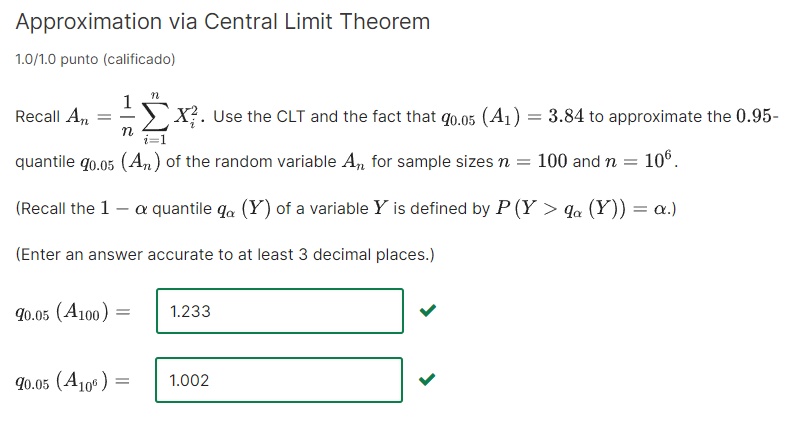 Approximation via Central Limit Theorem
1.0/1.0 punto (calificado)
Recall $A_n = \frac{1}{n} \sum_{i=1}^{n} X_i^2$. Use the CLT and the fact that $q_{0.05}(A_1) = 3.84$ to approximate the 0.95-
quantile $q_{0.05}(A_n)$ of the random variable $A_n$ for sample sizes $n = 100$ and $n = 10^6$.
(Recall the $1 - \alpha$ quantile $q_\alpha(Y)$ of a variable $Y$ is defined by $P(Y > q_\alpha(Y)) = \alpha$.)
(Enter an answer accurate to at least 3 decimal places.)
$q_{0.05}(A_{100}) =$ 1.233 ✔
$q_{0.05}(A_{10^6}) =$ 1.002 ✔